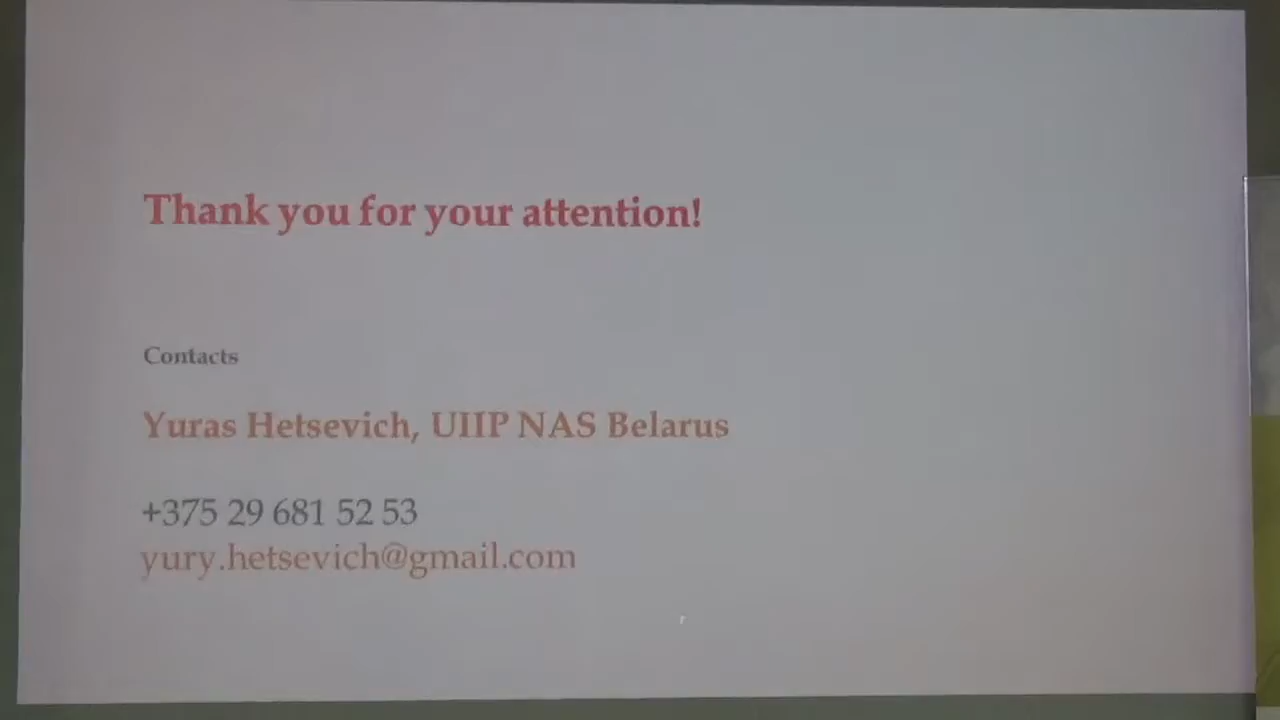 Thank you for your attention!
Contacts
Yuras Hetsevich, UIIP NAS Belarus
+375 29 681 52 53
yury.hetsevich@gmail.com